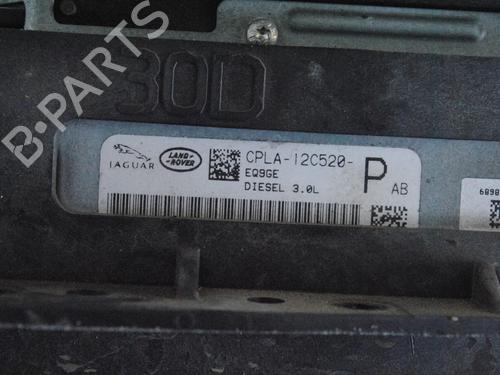 B-PARTS
30D
JAGUAR
LAND ROVER
CPLA-12C520-
EQ9GE
DIESEL 3.0L
P AB